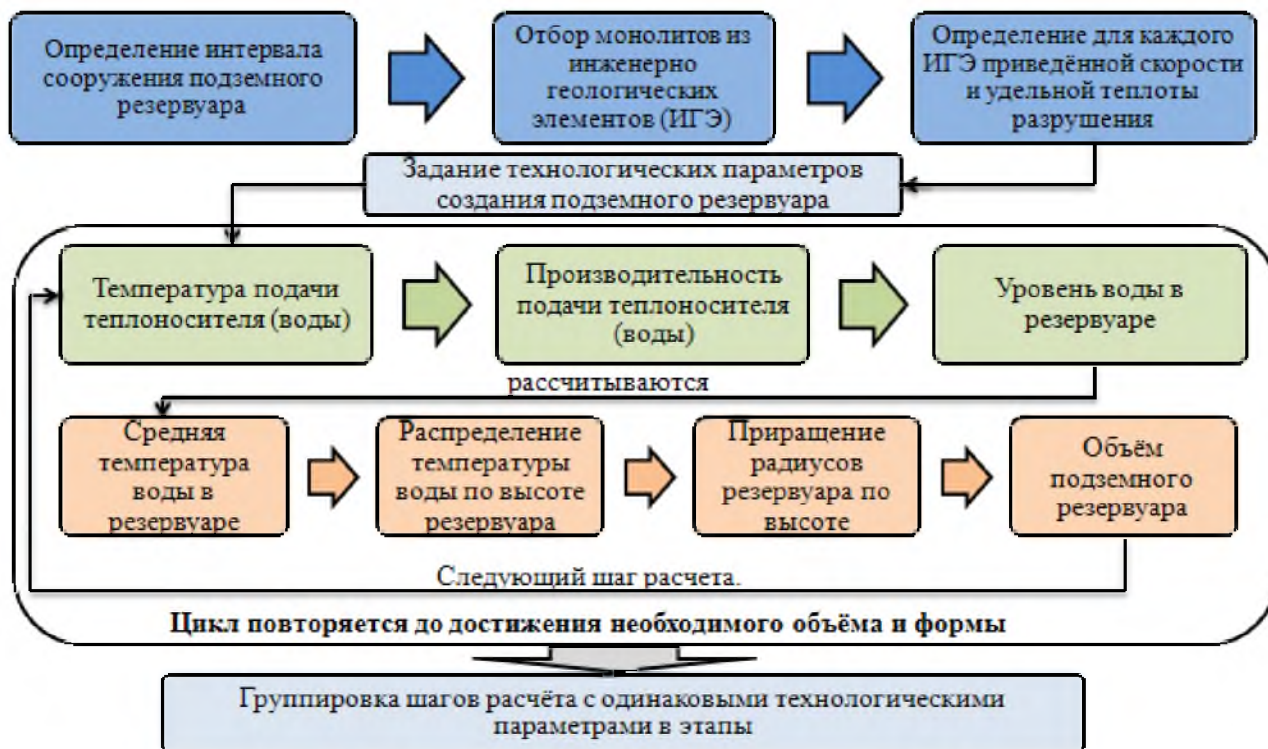 Определение интервала
сооружения подземного
резервуара
Отбор монолитов из
инженерно
геологических
элементов (ИГЭ)
Определение для каждого
ИГЭ приведённой скорости
и удельной теплоты
разрушения
Задание технологических параметров
создания подземного резервуара
Температура подачи
теплоносителя (воды)
Производительность
подачи теплоносителя
(воды)
Уровень воды в
резервуаре
рассчитываются
Средняя
температура
воды в
резервуаре
Распределение
температуры
воды по высоте
резервуара
Приращение
радиусов
резервуара по
высоте
Объём
подземного
резервуара
Следующий шаг расчета.
Цикл повторяется до достижения необходимого объёма и формы
Группировка шагов расчёта с одинаковыми технологическими
параметрами в этапы